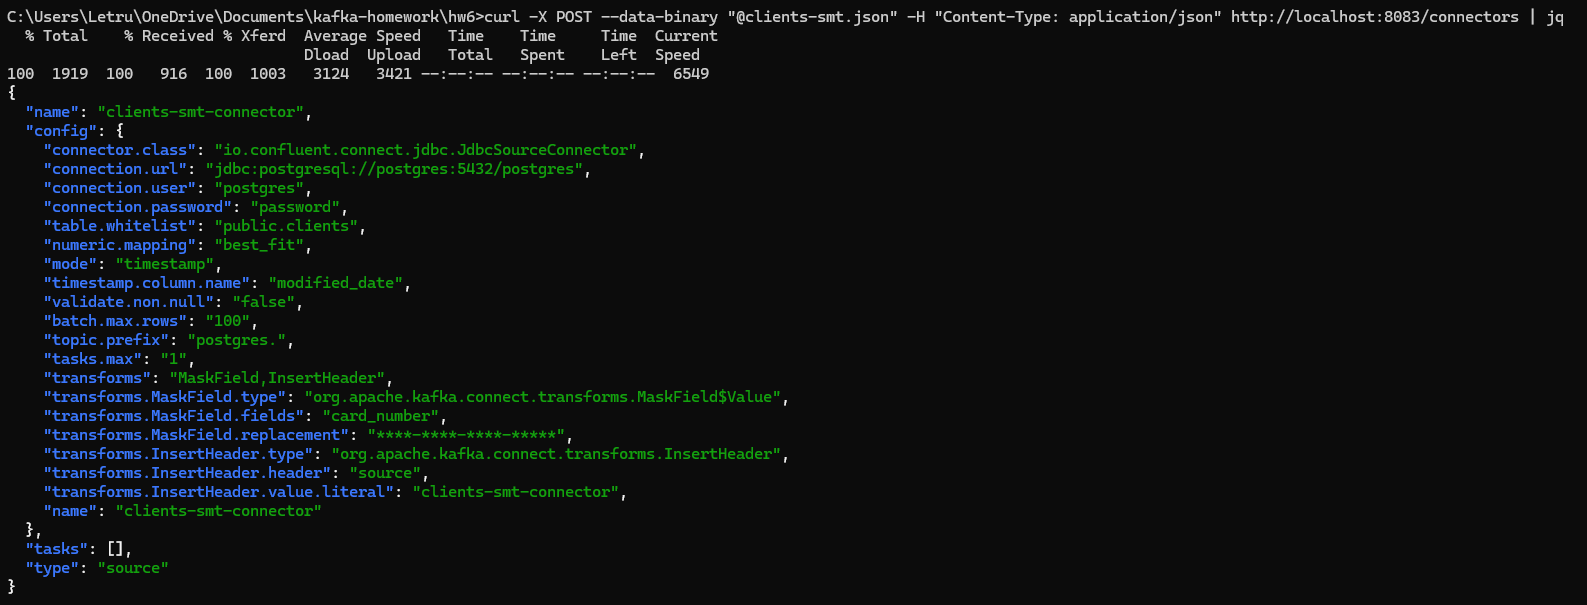 C:\Users\Letru\OneDrive\Documents\kafka-homework\hw6>curl -X POST --data-binary "@clients-smt.json" -H "Content-Type: application/json" http://localhost:8083/connectors | jq
  % Total    % Received % Xferd  Average Speed   Time    Time     Time  Current
                                 Dload  Upload   Total   Spent    Left  Speed
100  1919  100   916  100  1003   3124   3421 --:--:-- --:--:-- --:--:--  6549
{
  "name": "clients-smt-connector",
  "config": {
    "connector.class": "io.confluent.connect.jdbc.JdbcSourceConnector",
    "connection.url": "jdbc:postgresql://postgres:5432/postgres",
    "connection.user": "postgres",
    "connection.password": "password",
    "table.whitelist": "public.clients",
    "numeric.mapping": "best_fit",
    "mode": "timestamp",
    "timestamp.column.name": "modified_date",
    "validate.non.null": "false",
    "batch.max.rows": "100",
    "topic.prefix": "postgres.",
    "tasks.max": "1",
    "transforms": "MaskField,InsertHeader",
    "transforms.MaskField.type": "org.apache.kafka.connect.transforms.MaskField$Value",
    "transforms.MaskField.fields": "card_number",
    "transforms.MaskField.replacement": "****-****-****-*****",
    "transforms.InsertHeader.type": "org.apache.kafka.connect.transforms.InsertHeader",
    "transforms.InsertHeader.header": "source",
    "transforms.InsertHeader.value.literal": "clients-smt-connector",
    "name": "clients-smt-connector"
  },
  "tasks": [],
  "type": "source"
}